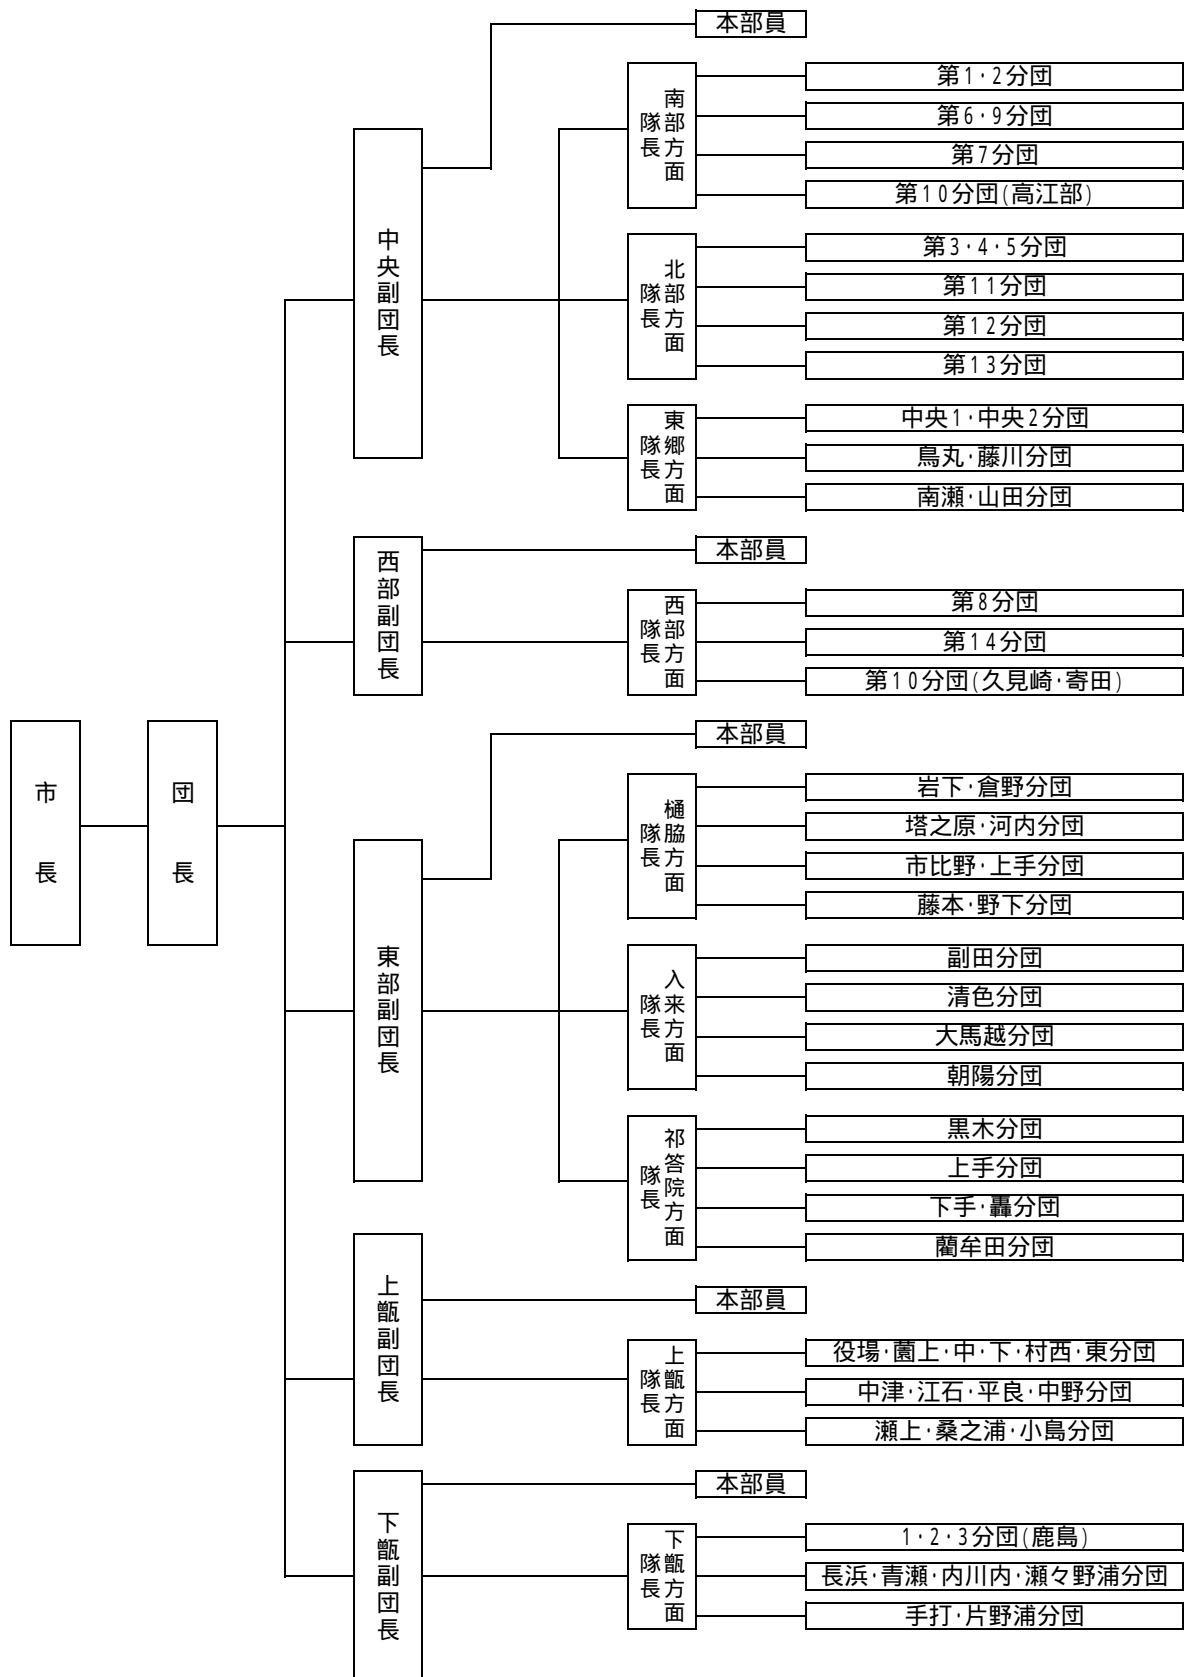 市長
団長
中央副団長
本部員
南部方面
隊長
第1・2分団
第6・9分団
第7分団
第10分団(高江部)
北部方面
隊長
第3・4・5分団
第11分団
第12分団
第13分団
東郷方面
隊長
中央1・中央2分団
鳥丸・藤川分団
南瀬・山田分団
西部副団長
本部員
西部方面
隊長
第8分団
第14分団
第10分団(久見崎・寄田)
東部副団長
本部員
樋脇方面
隊長
岩下・倉野分団
塔之原・河内分団
市比野・上手分団
藤本・野下分団
入来方面
隊長
副田分団
清色分団
大馬越分団
朝陽分団
祁答院方面
隊長
黒木分団
上手分団
下手・轟分団
藺牟田分団
上甑副団長
本部員
上甑方面
隊長
役場・薗上・中・下・村西・東分団
中津・江石・平良・中野分団
瀬上・桑之浦・小島分団
下甑副団長
本部員
下甑方面
隊長
1・2・3分団(鹿島)
長浜・青瀬・内川内・瀬々野浦分団
手打・片野浦分団